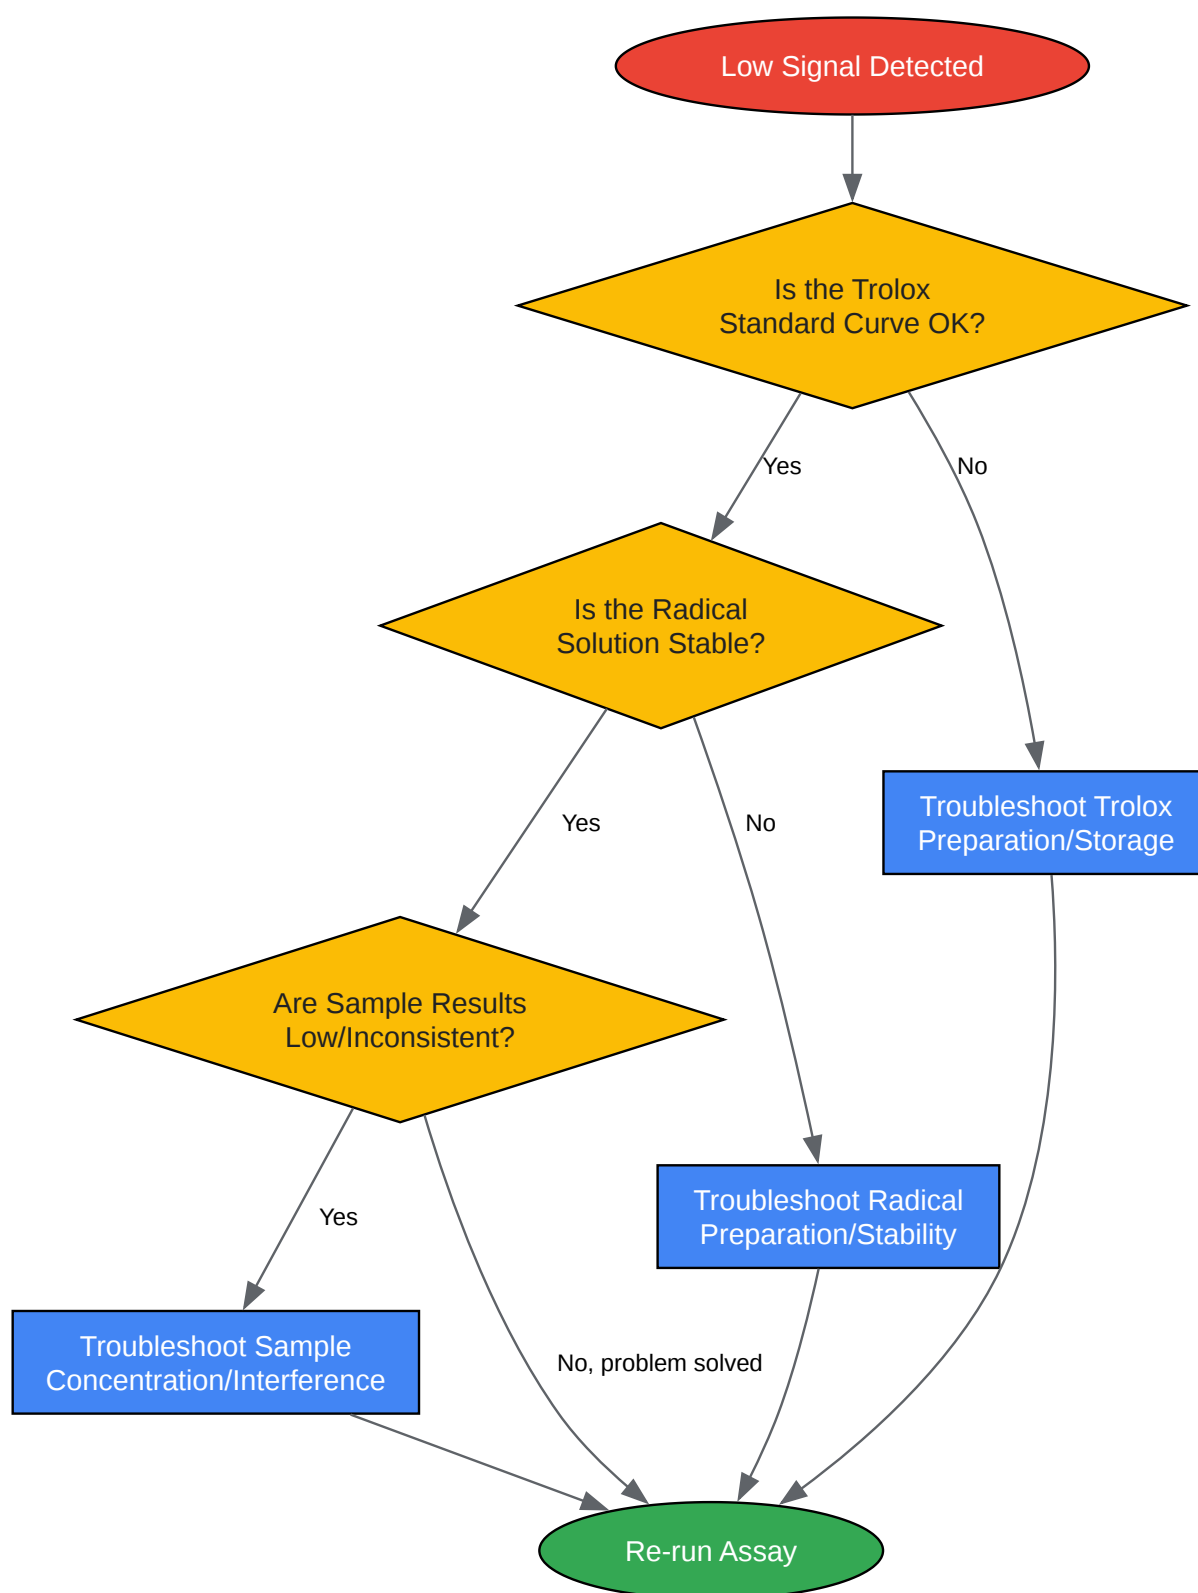 Low Signal Detected
Is the Trolox
Standard Curve OK?
Yes
No
Is the Radical
Solution Stable?
Yes
No
Troubleshoot Trolox
Preparation/Storage
Are Sample Results
Low/Inconsistent?
Yes
Troubleshoot Radical
Preparation/Stability
Troubleshoot Sample
Concentration/Interference
No, problem solved
Re-run Assay